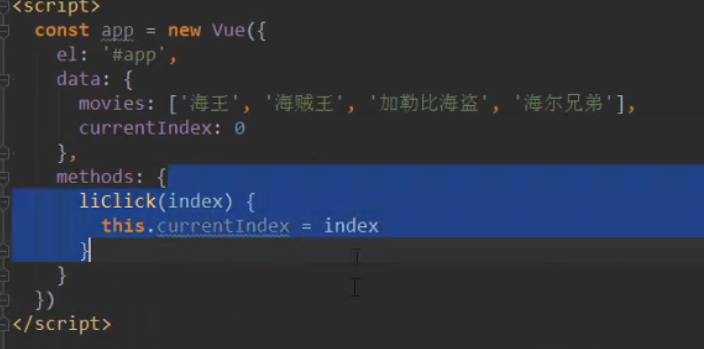 <script>
const app = new Vue({
el: '#app',
data: {
movies: ['海王', '海贼王', '加勒比海盗', '海尔兄弟'],
currentIndex: 0
},
methods: {
liClick(index) {
this.currentIndex = index
}
}
})
</script>